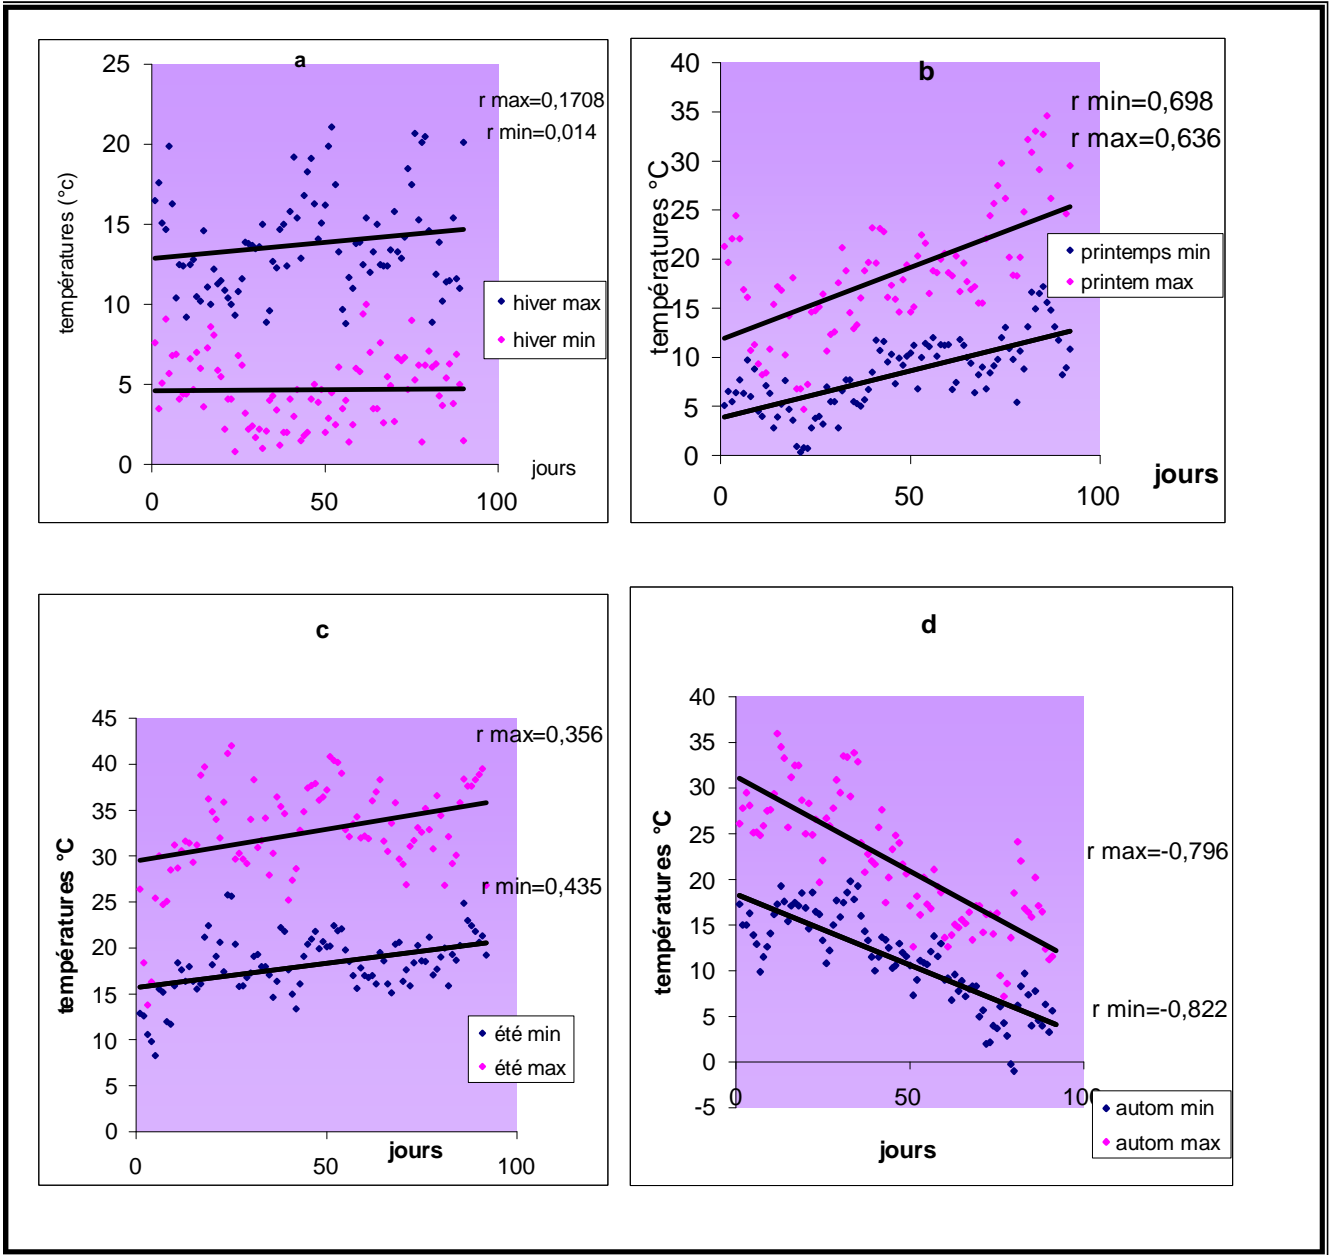 a
25
20
15
10
5
0
températures (°c)
r max=0,1708
r min=0,014
hiver max
hiver min
0
50
100
jours
b
40
35
30
25
20
15
10
5
0
températures °C
r min=0,698
r max=0,636
printemps min
printem max
0
50
100
jours
c
45
40
35
30
25
20
15
10
5
0
températures °C
r max=0,356
r min=0,435
été min
été max
0
50
100
jours
d
40
35
30
25
20
15
10
5
0
-5
températures °C
r max=-0,796
r min=-0,822
0
50
100
autom min
autom max
jours